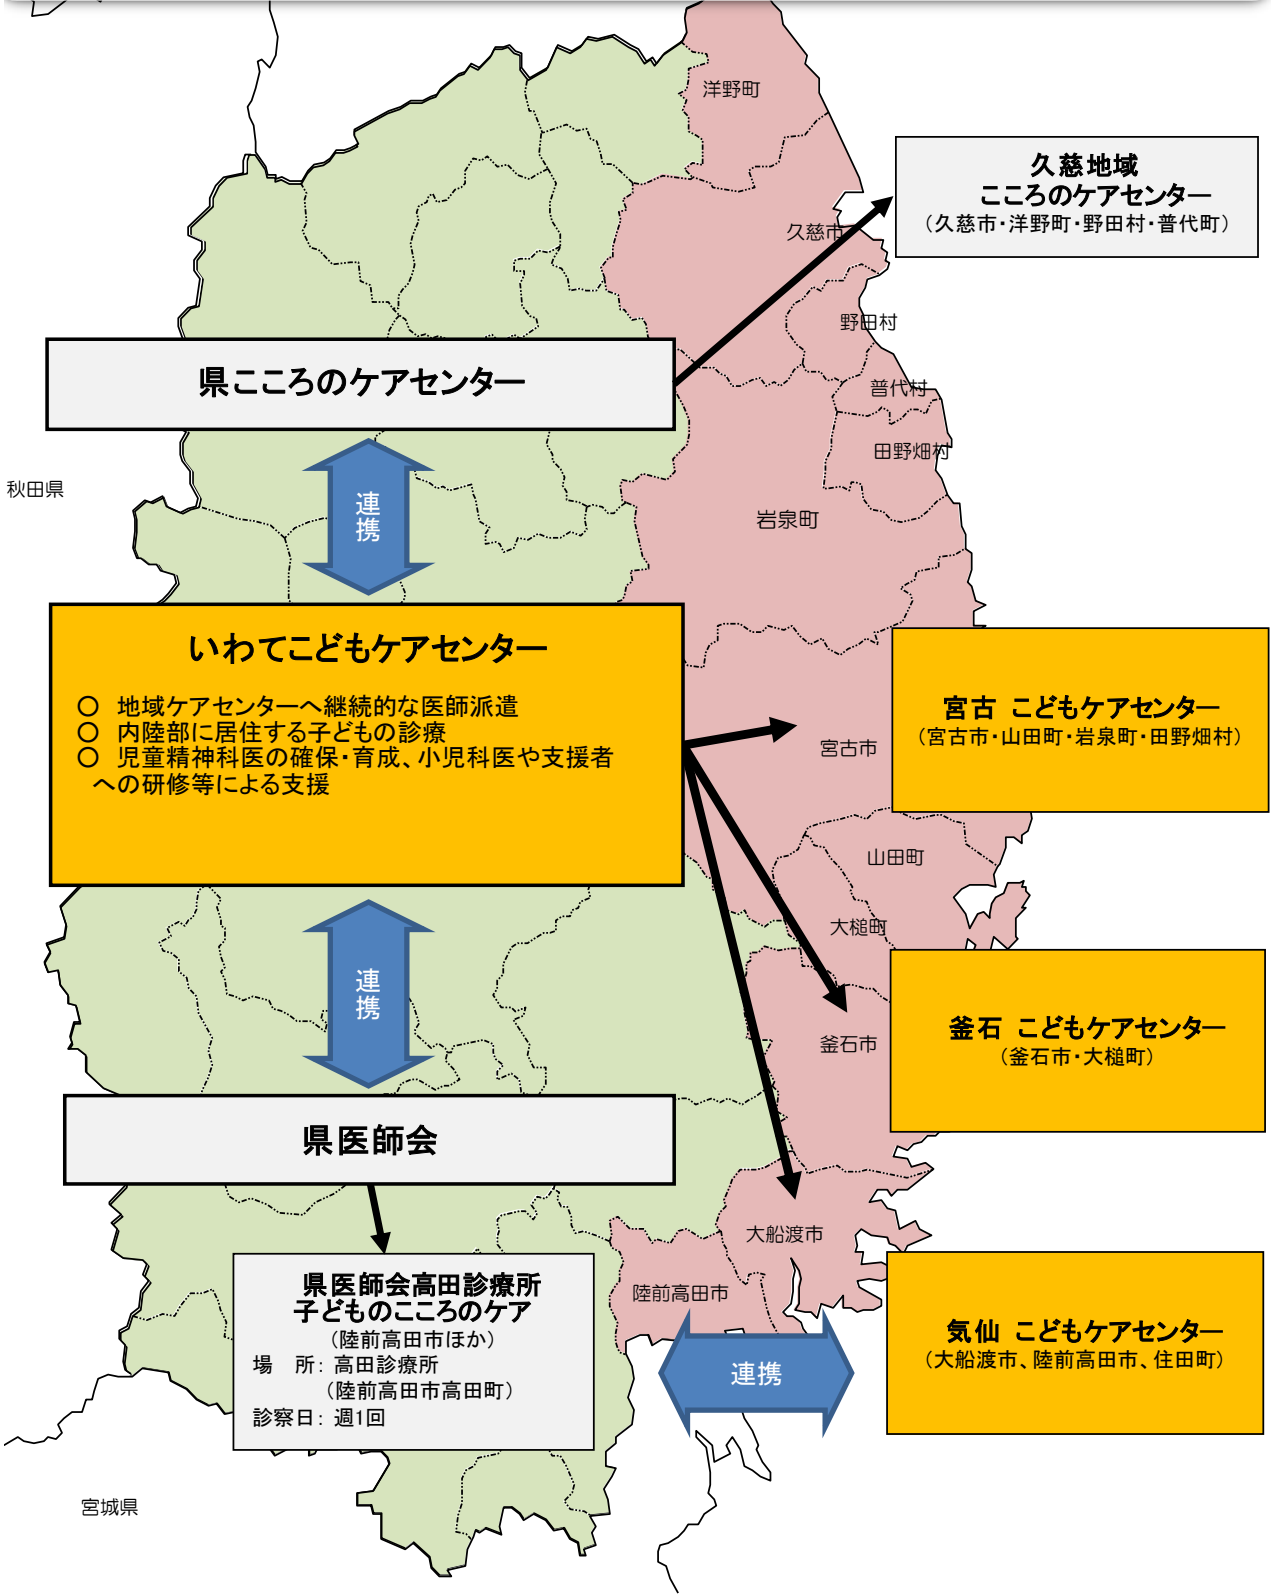 洋野町
久慈地域
こころのケアセンター
（久慈市・洋野町・野田村・普代町）
久慈市
野田村
県こころのケアセンター
普代村
田野畑村
秋田県
連
携
岩泉町
いわてこどもケアセンター
○ 地域ケアセンターへ継続的な医師派遣
○ 内陸部に居住する子どもの診療
○ 児童精神科医の確保・育成、小児科医や支援者
への研修等による支援
宮古 こどもケアセンター
（宮古市・山田町・岩泉町・田野畑村）
宮古市
山田町
大槌町
連
携
釜石 こどもケアセンター
（釜石市・大槌町）
釜石市
県医師会
大船渡市
陸前高田市
県医師会高田診療所
子どものこころのケア
（陸前高田市ほか）
場 所： 高田診療所
（陸前高田市高田町）
診察日： 週1回
連携
気仙 こどもケアセンター
（大船渡市、陸前高田市、住田町）
宮城県